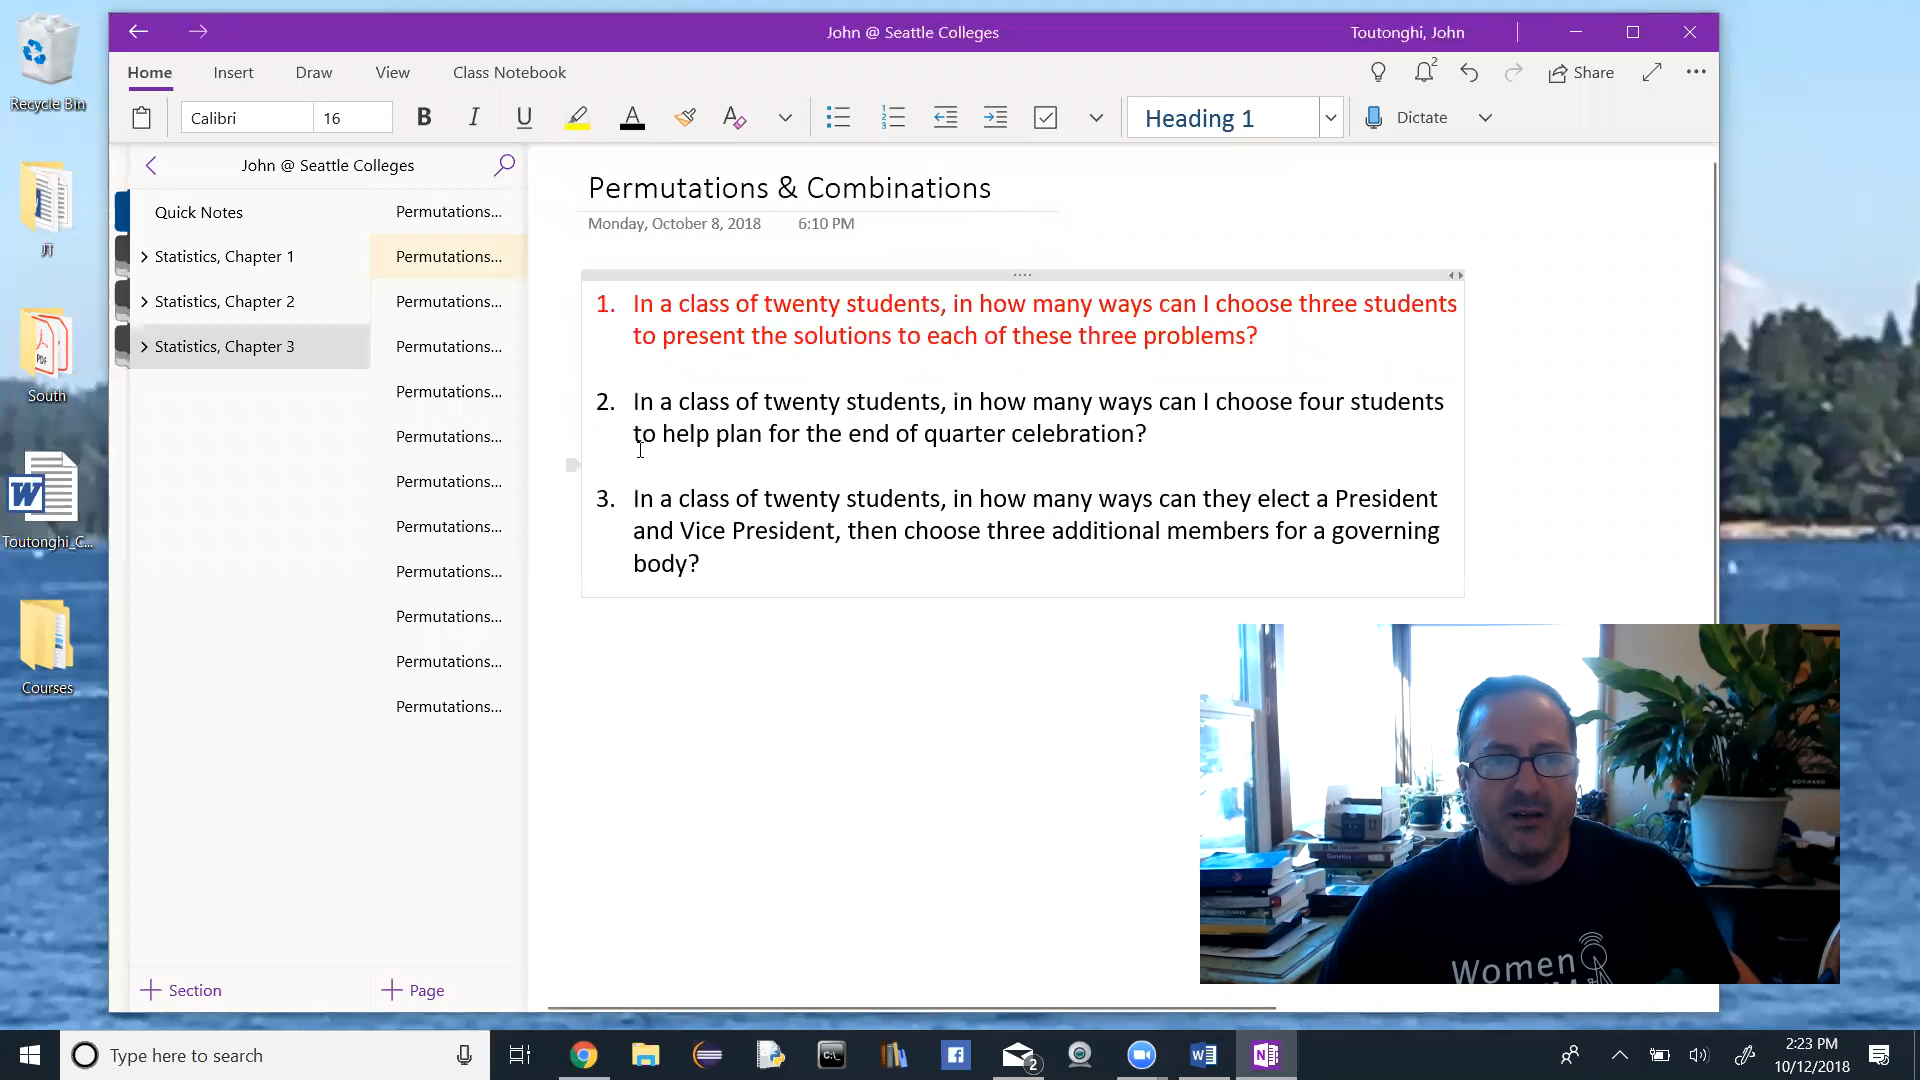 Recycle Bin
JT
South
Toutonghi_C...
Courses
John @ Seattle Colleges
Toutonghi, John
Home
Insert
Draw
View
Class Notebook
2
Share
Calibri
16
B
I
U
A
A
Heading 1
Dictate
John @ Seattle Colleges
Quick Notes
Statistics, Chapter 1
Statistics, Chapter 2
Statistics, Chapter 3
Permutations...
Permutations...
Permutations...
Permutations...
Permutations...
Permutations...
Permutations...
Permutations...
Permutations...
Permutations...
Permutations...
Permutations...
Section
Page
Permutations & Combinations
Monday, October 8, 2018 6:10 PM
1. In a class of twenty students, in how many ways can I choose three students
to present the solutions to each of these three problems?
2. In a class of twenty students, in how many ways can I choose four students
to help plan for the end of quarter celebration?
3. In a class of twenty students, in how many ways can they elect a President
and Vice President, then choose three additional members for a governing
body?
Genetics
Women
Type here to search
2
2:23 PM
10/12/2018